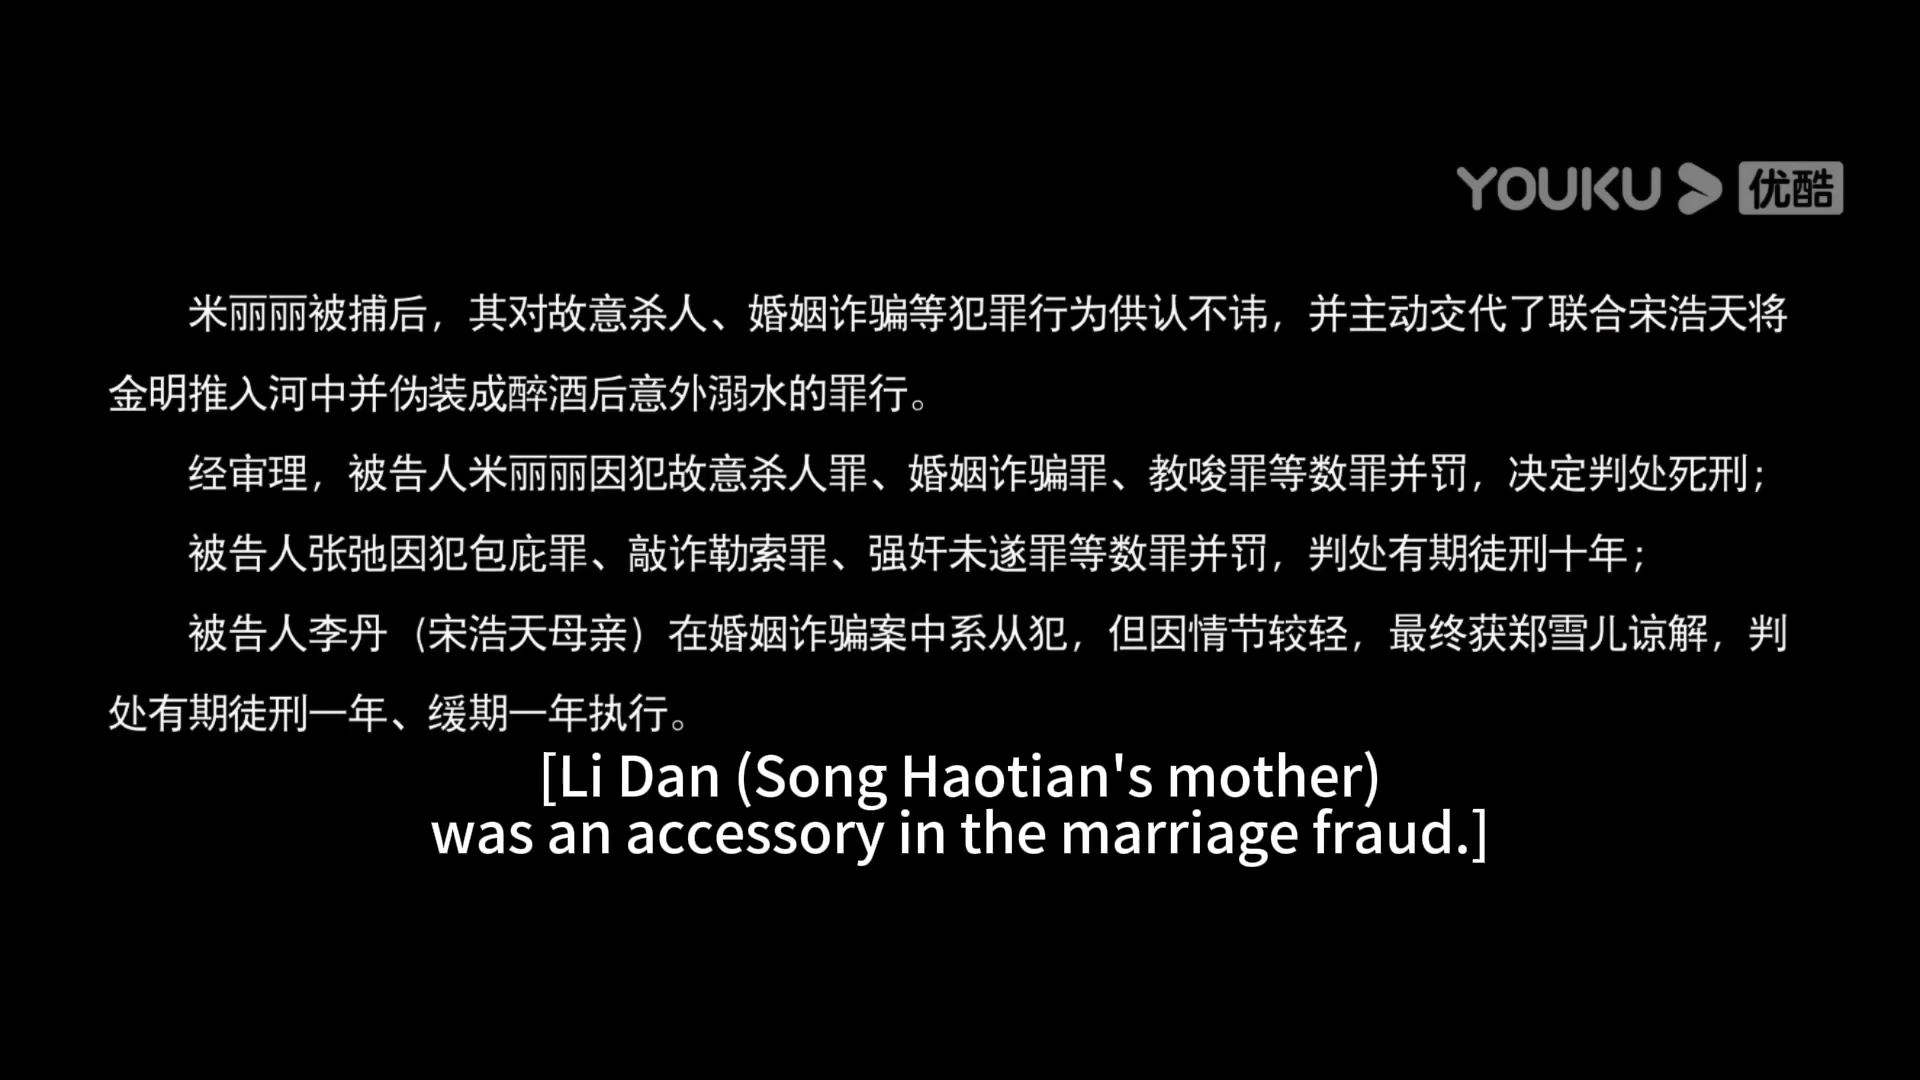 YOUKU 优酷
米丽丽被捕后，其对故意杀人、婚姻诈骗等犯罪行为供认不讳，并主动交代了联合宋浩天将
金明推入河中并伪装成醉酒后意外溺水的罪行。
经审理，被告人米丽丽因犯故意杀人罪、婚姻诈骗罪、教唆罪等数罪并罚，决定判处死刑；
被告人张弛因犯包庇罪、敲诈勒索罪、强奸未遂罪等数罪并罚，判处有期徒刑十年；
被告人李丹（宋浩天母亲）在婚姻诈骗案中系从犯，但因情节较轻，最终获郑雪儿谅解，判
处有期徒刑一年、缓期一年执行。
[Li Dan (Song Haotian's mother)
was an accessory in the marriage fraud.]